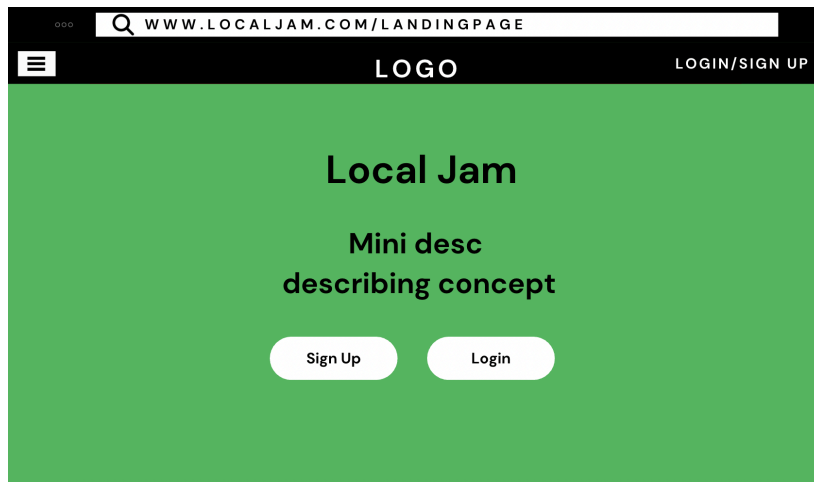 WWW.LOCALJAM.COM/LANDINGPAGE
LOGO
LOGIN/SIGN UP
Local Jam
Mini desc
describing concept
Sign Up
Login